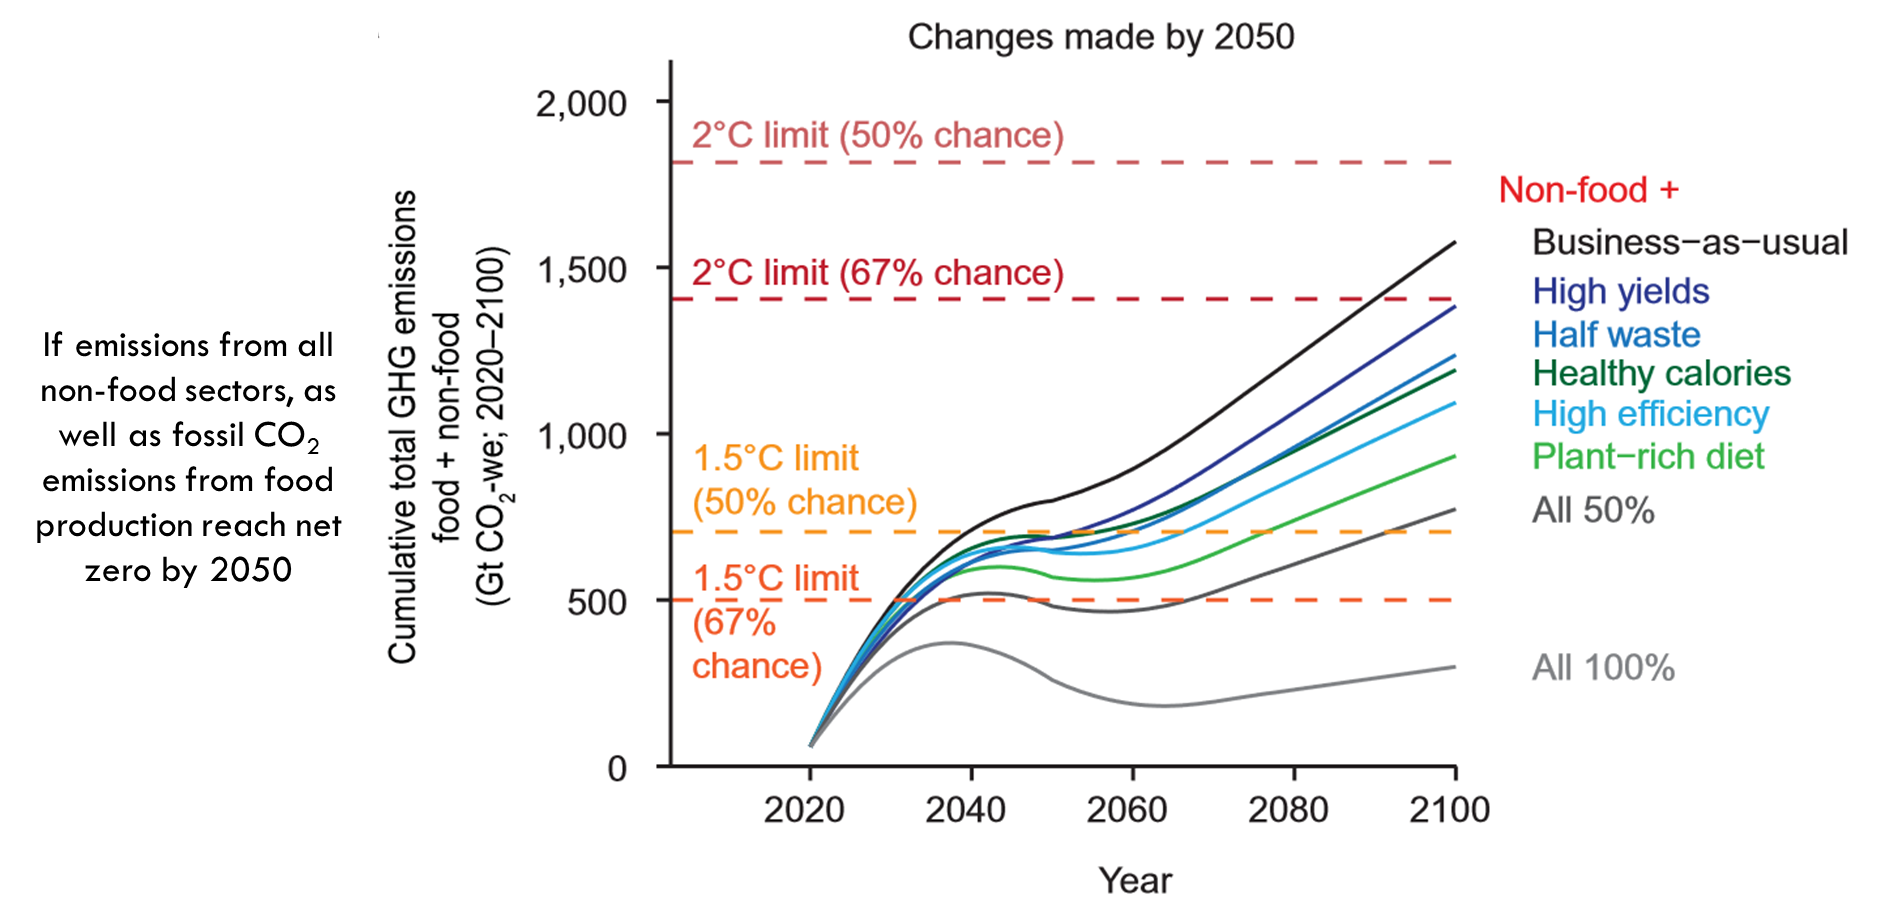 Changes made by 2050
If emissions from all
non-food sectors, as
well as fossil CO₂
emissions from food
production reach net
zero by 2050
Cumulative total GHG emissions
food + non-food
(Gt CO₂-we; 2020–2100)
2,000
1,500
1,000
500
0
2°C limit (50% chance)
2°C limit (67% chance)
1.5°C limit
(50% chance)
1.5°C limit
(67%
chance)
2020 2040 2060 2080 2100
Year
Non-food +
Business−as−usual
High yields
Half waste
Healthy calories
High efficiency
Plant−rich diet
All 50%
All 100%